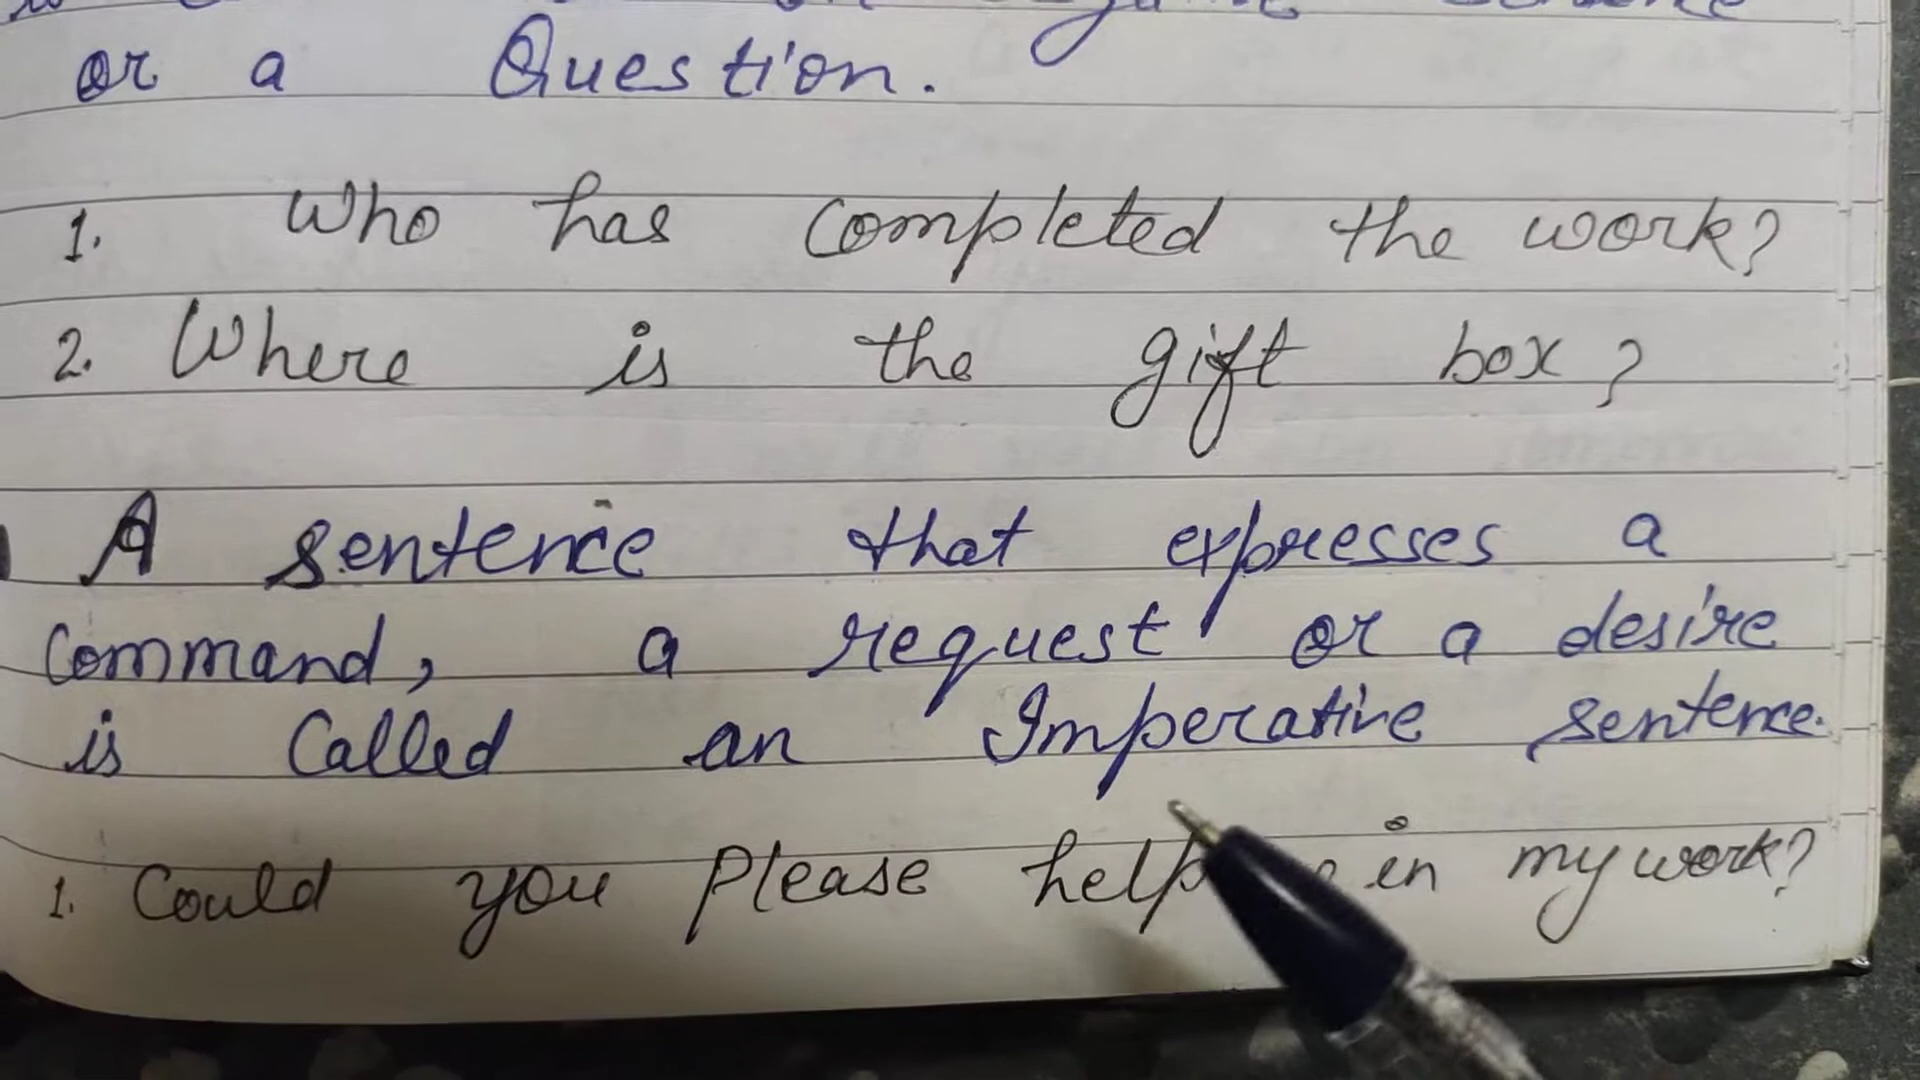 or a Question.
1. Who has completed the work?
2. Where is the gift box?
A sentence that expresses a
Command, a request or a desire
is Called an Imperative sentence.
1. Could you Please help in my work?